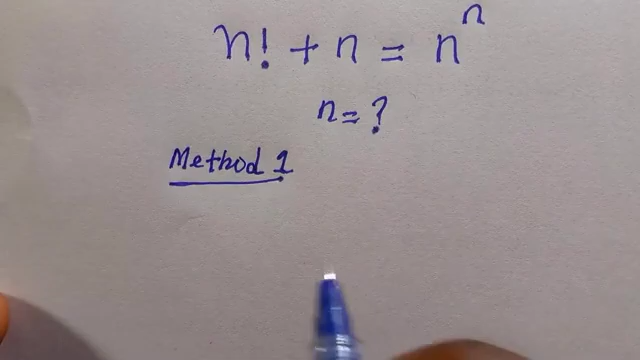 n! + n = n^n
n = ?
Method 1